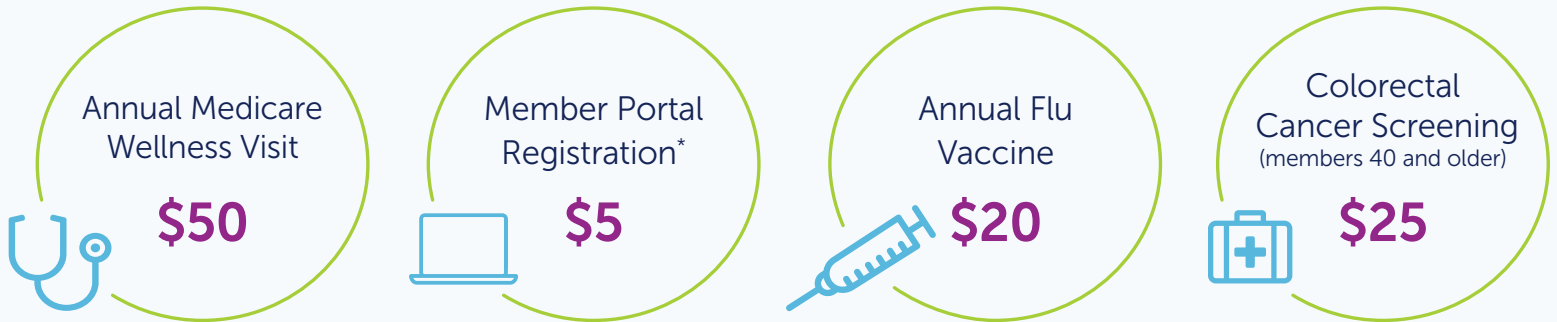 Annual Medicare
Wellness Visit
$50
Member Portal
Registration*
$5
Annual Flu
Vaccine
$20
Colorectal
Cancer Screening
(members 40 and older)
$25